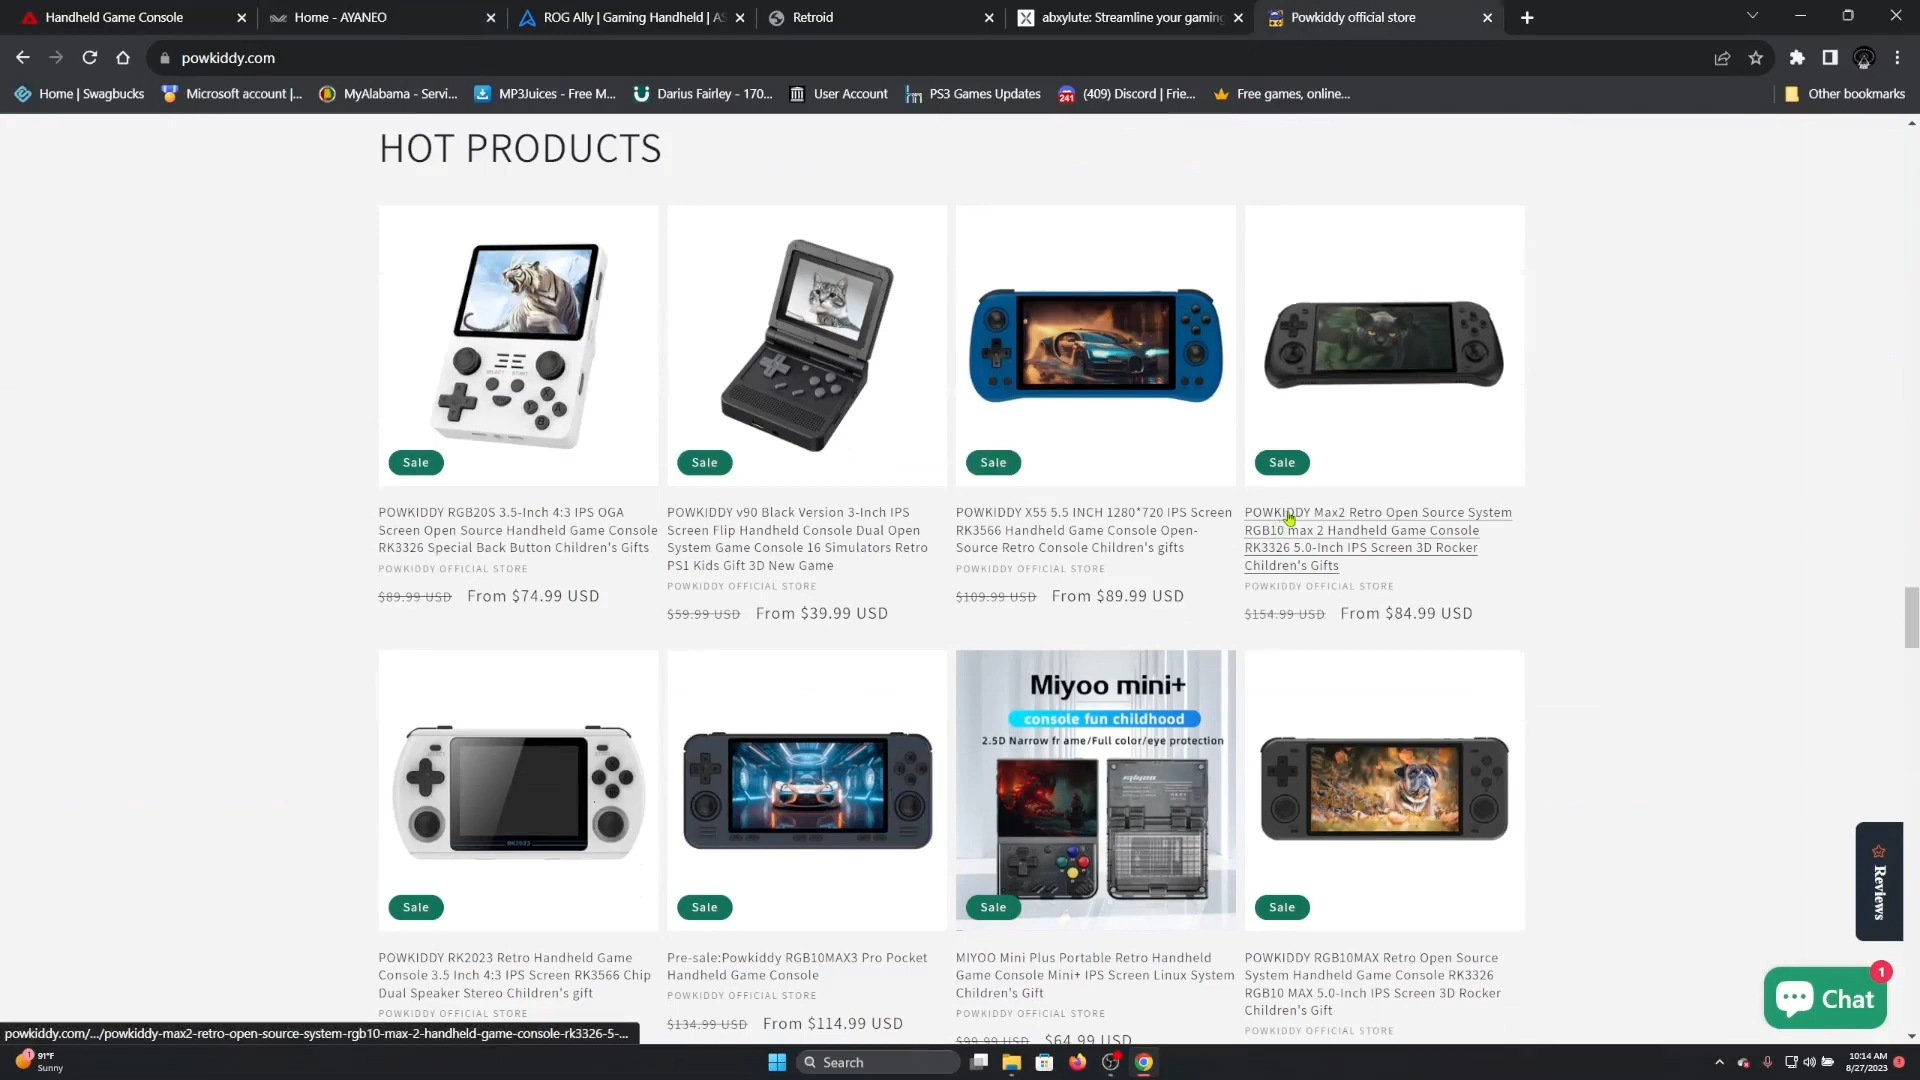 Handheld Game Console
Home - AYANEO
ROG Ally | Gaming Handheld | AS
Retroid
abxylute: Streamline your gaming
Powkiddy official store
powkiddy.com
Home | Swagbucks
Microsoft account |...
MyAlabama - Servi...
MP3Juices - Free M...
Darius Fairley - 170...
User Account
PS3 Games Updates
241
(409) Discord | Frie...
Free games, online...
Other bookmarks
HOT PRODUCTS
Sale
Sale
Sale
Sale
POWKIDDY RGB20S 3.5-Inch 4:3 IPS OGA
Screen Open Source Handheld Game Console
RK3326 Special Back Button Children's Gifts
POWKIDDY OFFICIAL STORE
$89.99 USD From $74.99 USD
POWKIDDY v90 Black Version 3-Inch IPS
Screen Flip Handheld Console Dual Open
System Game Console 16 Simulators Retro
PS1 Kids Gift 3D New Game
POWKIDDY OFFICIAL STORE
$59.99 USD From $39.99 USD
POWKIDDY X55 5.5 INCH 1280*720 IPS Screen
RK3566 Handheld Game Console Open-
Source Retro Console Children's gifts
POWKIDDY OFFICIAL STORE
$109.99 USD From $89.99 USD
POWKIDDY Max2 Retro Open Source System
RGB10 max 2 Handheld Game Console
RK3326 5.0-Inch IPS Screen 3D Rocker
Children's Gifts
POWKIDDY OFFICIAL STORE
$154.99 USD From $84.99 USD
RK2023
Miyoo mini+
console fun childhood
2.5D Narrow fr ame/Full color/eye protection
miyoo
Sale
Sale
Sale
Sale
POWKIDDY RK2023 Retro Handheld Game
Console 3.5 Inch 4:3 IPS Screen RK3566 Chip
Dual Speaker Stereo Children's gift
POWKIDDY OFFICIAL STORE
Pre-sale:Powkiddy RGB10MAX3 Pro Pocket
Handheld Game Console
POWKIDDY OFFICIAL STORE
$134.99 USD From $114.99 USD
MIYOO Mini Plus Portable Retro Handheld
Game Console Mini+ IPS Screen Linux System
Children's Gift
POWKIDDY OFFICIAL STORE
$99.99 USD $64.99 USD
POWKIDDY RGB10MAX Retro Open Source
System Handheld Game Console RK3326
RGB10 MAX 5.0-Inch IPS Screen 3D Rocker
Children's Gift
POWKIDDY OFFICIAL STORE
Reviews
Chat
1
powkiddy.com/.../powkiddy-max2-retro-open-source-system-rgb10-max-2-handheld-game-console-rk3326-5-...
1
91°F
Sunny
Search
10:14 AM
8/27/2023